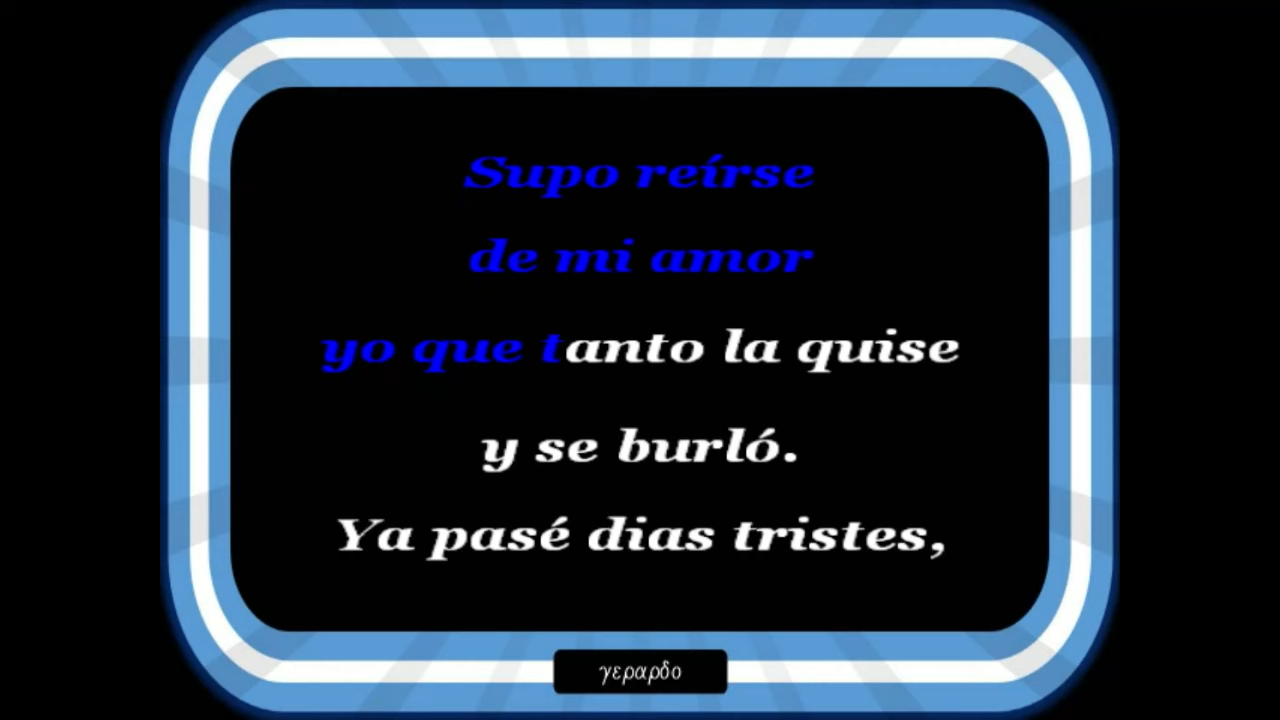 Supo reírse
de mi amor
yo que tanto la quise
y se burló.
Ya pasé dias tristes,
γεραρδο